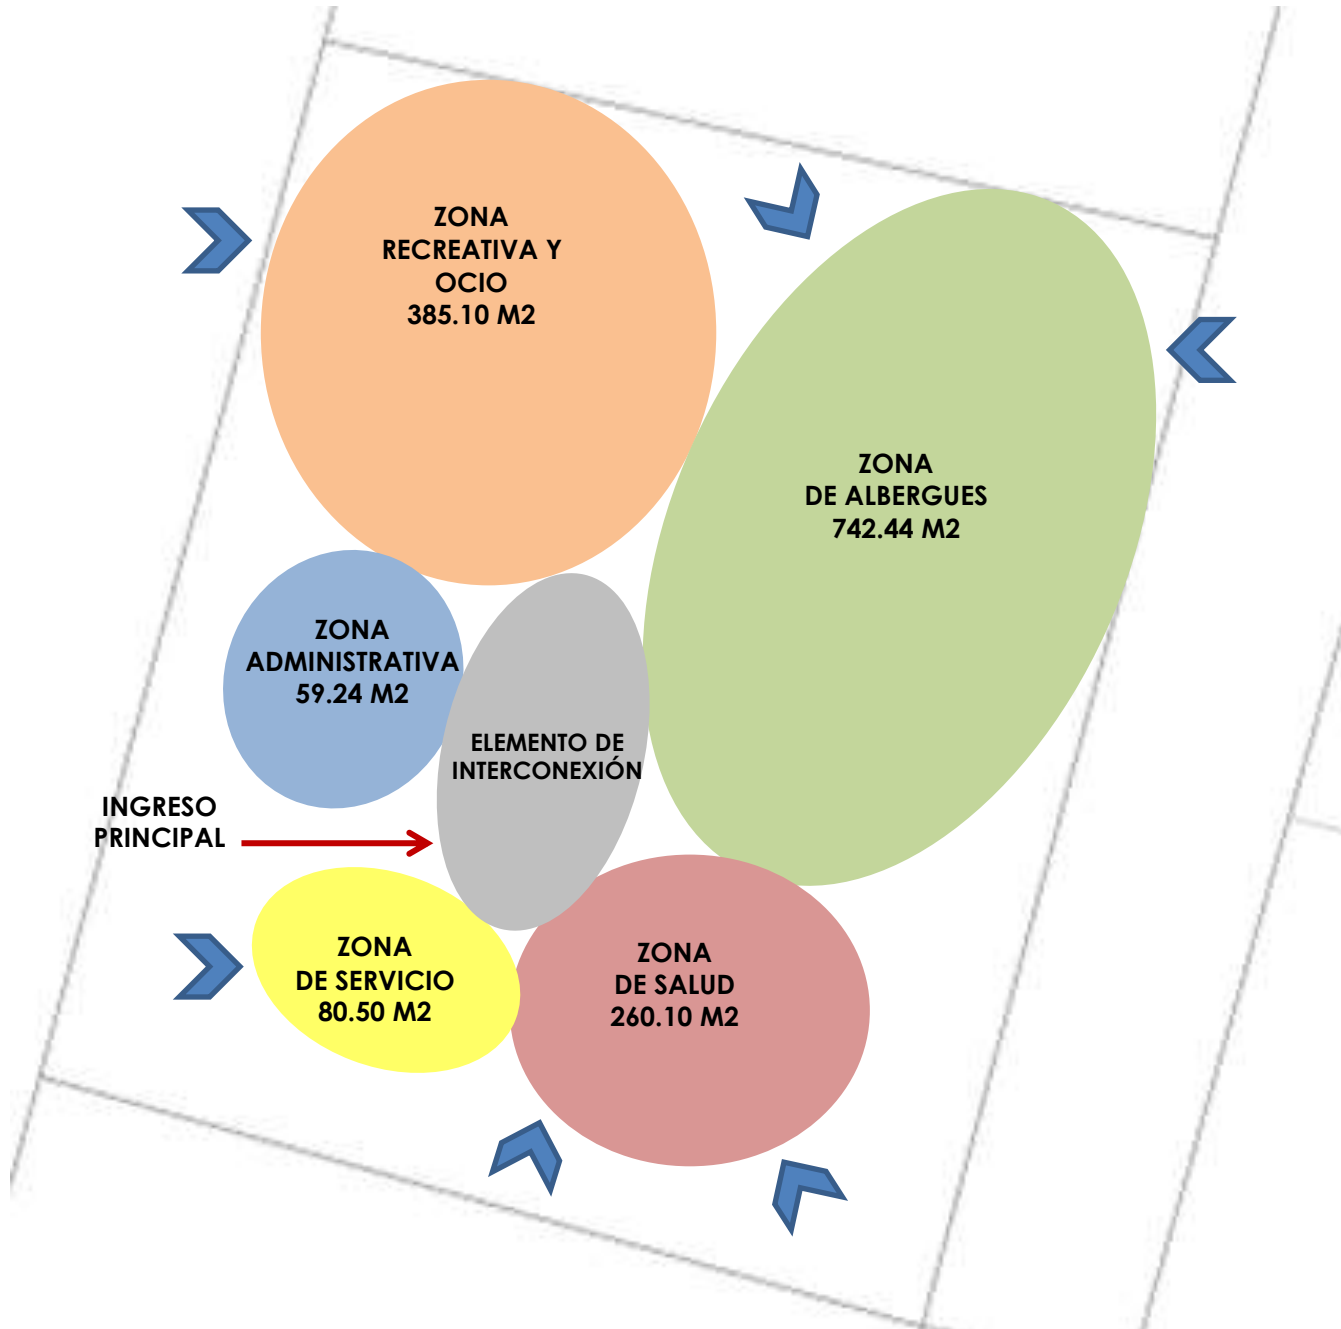 ZONA
RECREATIVA Y
OCIO
385.10 M2
ZONA
DE ALBERGUES
742.44 M2
ZONA
ADMINISTRATIVA
59.24 M2
ELEMENTO DE
INTERCONEXIÓN
INGRESO
PRINCIPAL
ZONA
DE SERVICIO
80.50 M2
ZONA
DE SALUD
260.10 M2